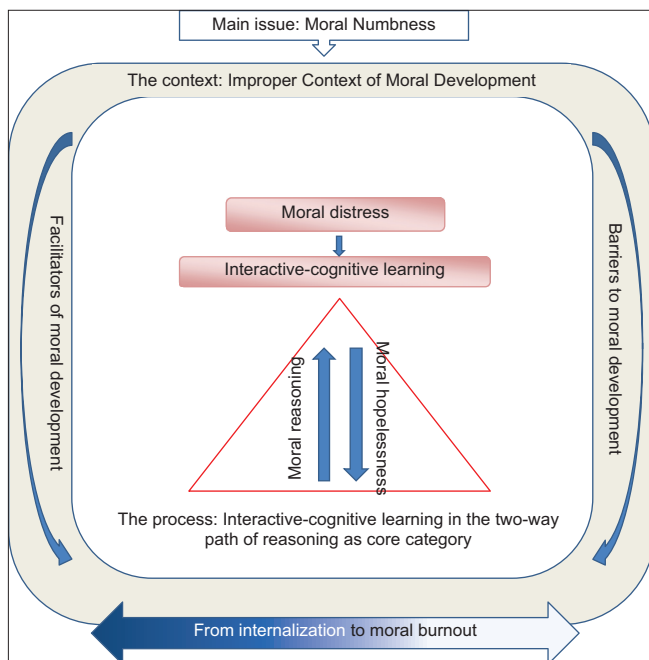 Main issue: Moral Numbness
The context: Improper Context of Moral Development
Facilitators of moral development
Barriers to moral development
Moral distress
Interactive-cognitive learning
Moral reasoning
Moral hopelessness
The process: Interactive-cognitive learning in the two-way
path of reasoning as core category
From internalization to moral burnout